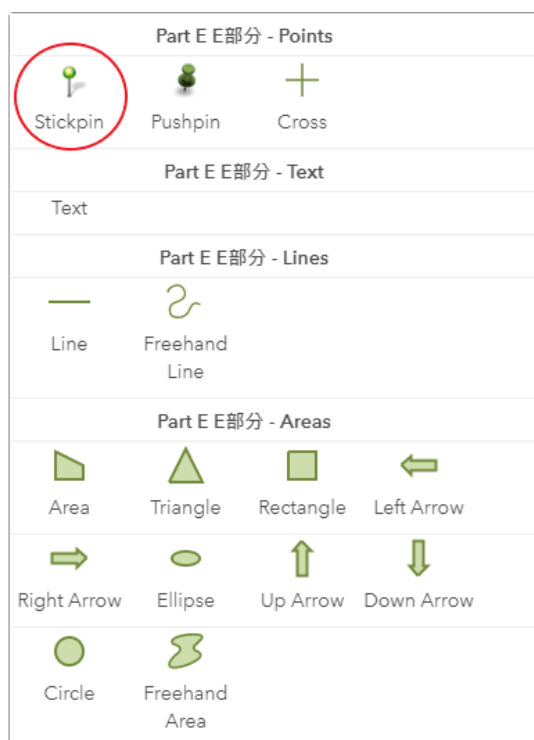 Part E E部分 - Points
Stickpin Pushpin Cross
Part E E部分 - Text
Text
Part E E部分 - Lines
Line Freehand
Line
Part E E部分 - Areas
Area Triangle Rectangle Left Arrow
Right Arrow Ellipse Up Arrow Down Arrow
Circle Freehand
Area